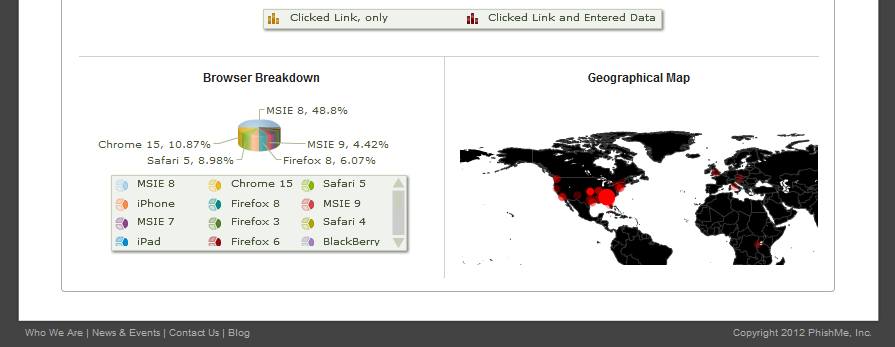 Clicked Link, only Clicked Link and Entered Data
Browser Breakdown
MSIE 8, 48.8%
Chrome 15, 10.87% MSIE 9, 4.42%
Safari 5, 8.98% Firefox 8, 6.07%
MSIE 8 Chrome 15 Safari 5
iPhone Firefox 8 MSIE 9
MSIE 7 Firefox 3 Safari 4
iPad Firefox 6 BlackBerry
Geographical Map
Who We Are | News & Events | Contact Us | Blog Copyright 2012 PhishMe, Inc.